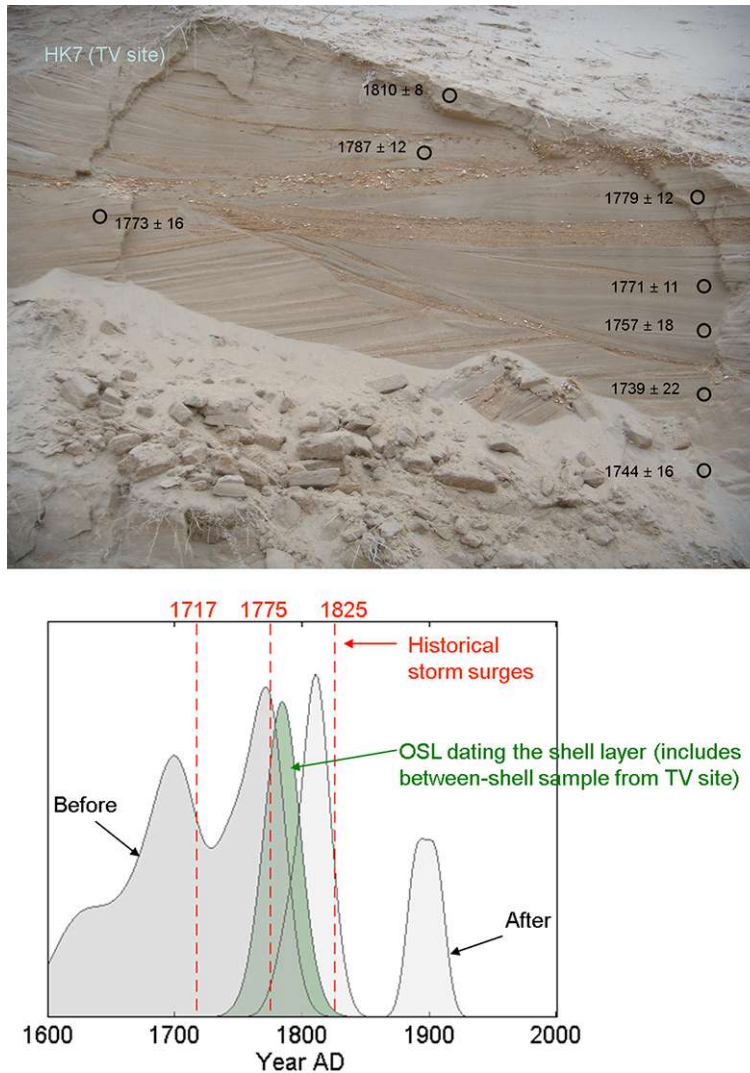 HK7 (TV site)
1810 ± 8
1787 ± 12
1779 ± 12
1773 ± 16
1771 ± 11
1757 ± 18
1739 ± 22
1744 ± 16
1717 1775 1825
Historical
storm surges
OSL dating the shell layer (includes
between-shell sample from TV site)
Before
After
1600 1700 1800 1900 2000
Year AD